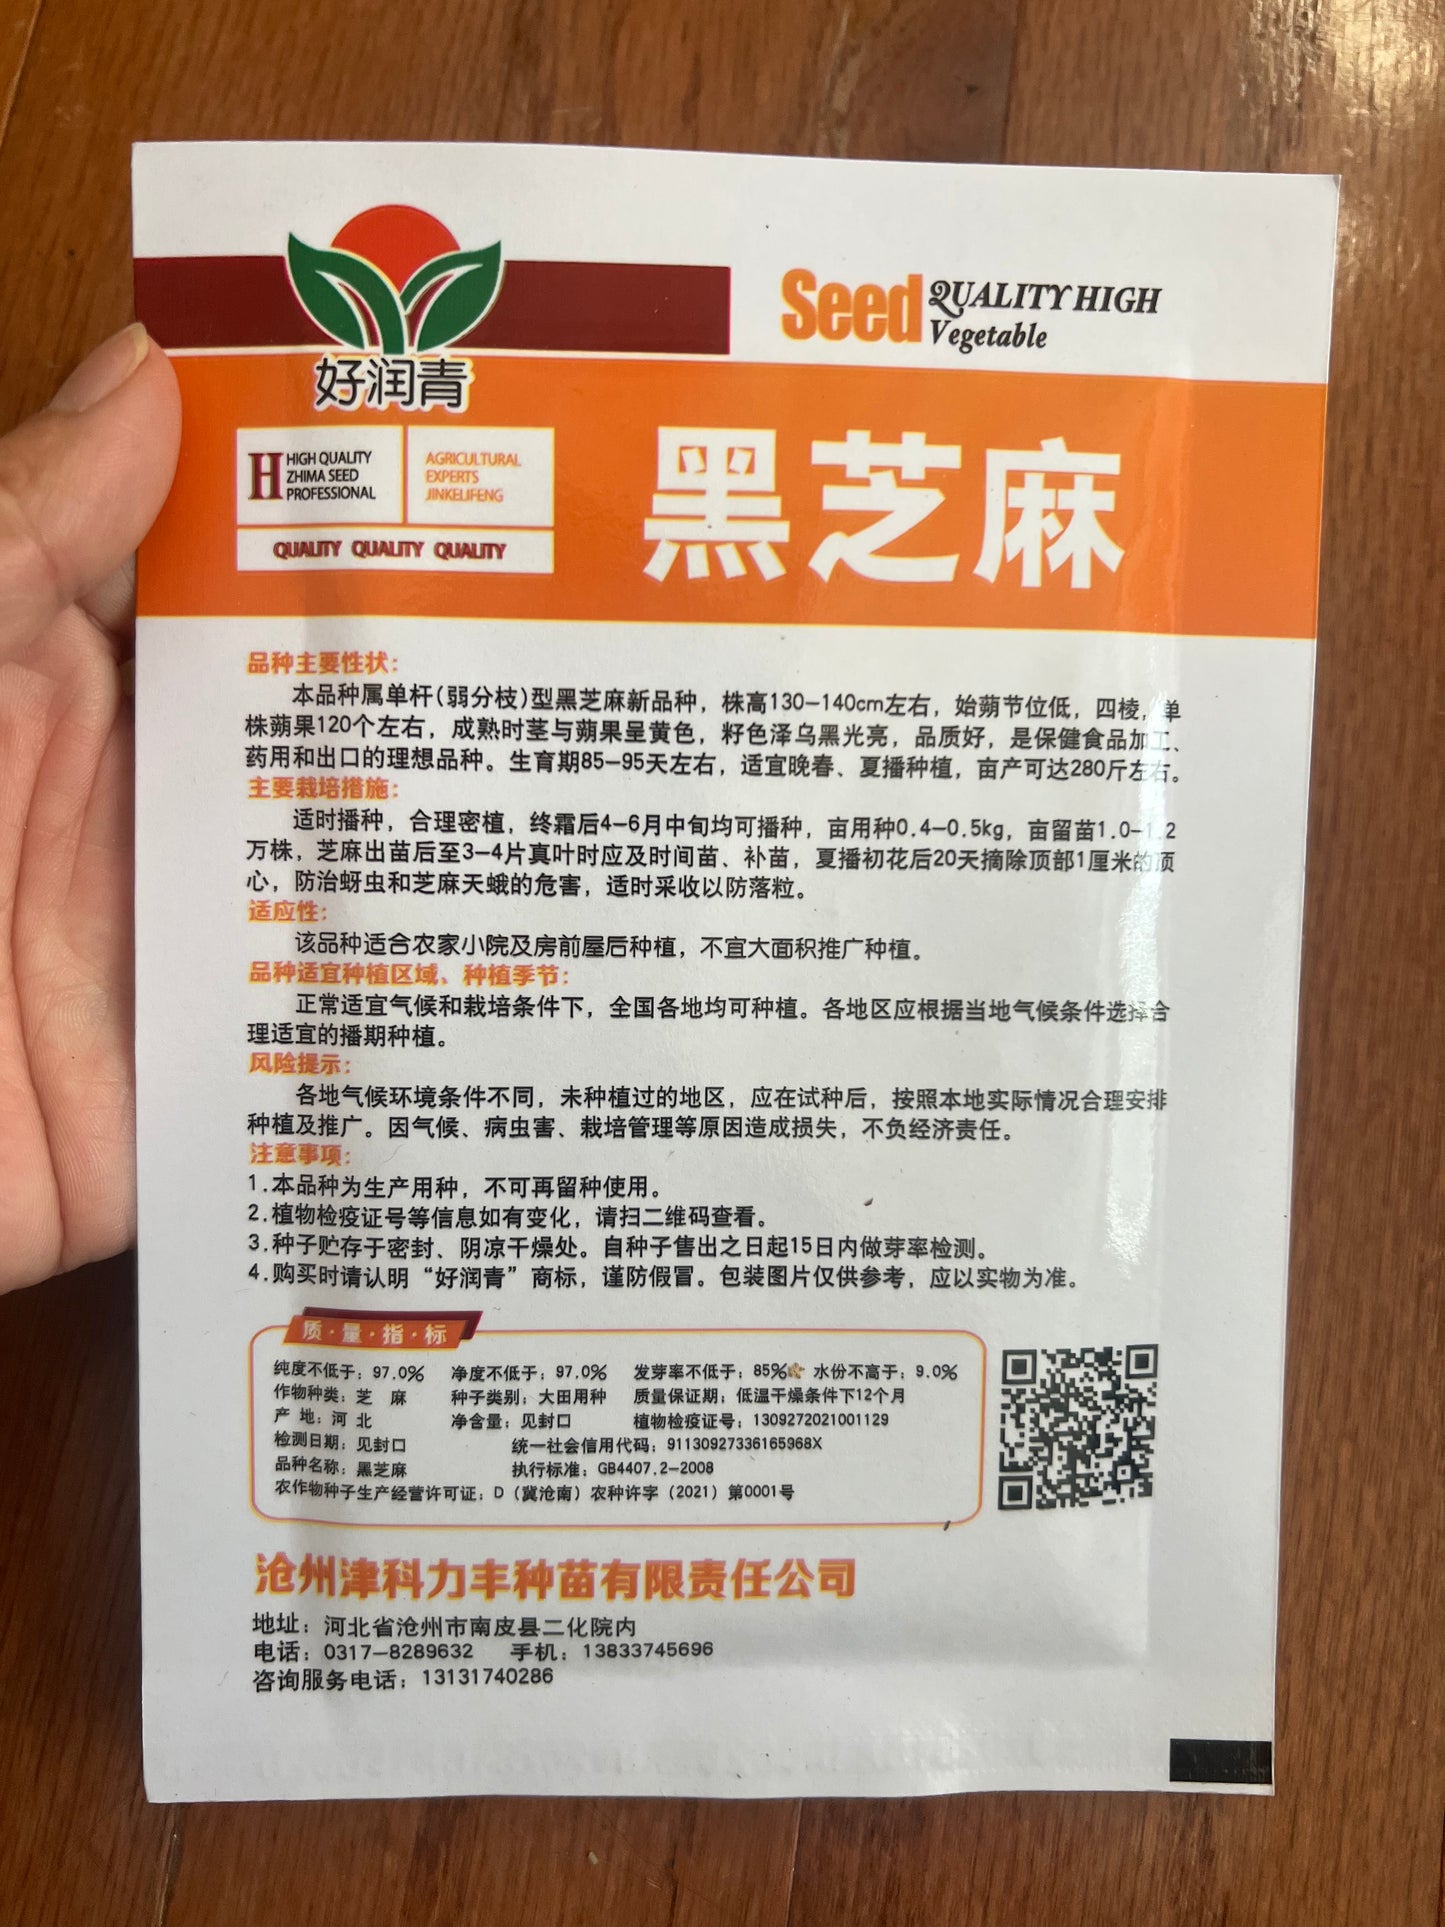 好润青
Seed QUALITY HIGH
Vegetable
H HIGH QUALITY
ZHIMA SEED
PROFESSIONAL
AGRICULTURAL
EXPERTS
JINKELIFENG
QUALITY QUALITY QUALITY
黑芝麻
品种主要性状:
本品种属单杆(弱分枝)型黑芝麻新品种，株高130-140cm左右，始蒴节位低，四棱，单
株蒴果120个左右，成熟时茎与蒴果呈黄色，籽色泽乌黑光亮，品质好，是保健食品加工、
药用和出口的理想品种。生育期85-95天左右，适宜晚春、夏播种植，亩产可达280斤左右。
主要栽培措施:
适时播种，合理密植，终霜后4-6月中旬均可播种，亩用种0.4-0.5kg，亩留苗1.0-1.2
万株，芝麻出苗后至3-4片真叶时应及时间苗、补苗，夏播初花后20天摘除顶部1厘米的顶
心，防治蚜虫和芝麻天蛾的危害，适时采收以防落粒。
适应性:
该品种适合农家小院及房前屋后种植，不宜大面积推广种植。
品种适宜种植区域、种植季节:
正常适宜气候和栽培条件下，全国各地均可种植。各地区应根据当地气候条件选择合
理适宜的播期种植。
风险提示:
各地气候环境条件不同，未种植过的地区，应在试种后，按照本地实际情况合理安排
种植及推广。因气候、病虫害、栽培管理等原因造成损失，不负经济责任。
注意事项:
1.本品种为生产用种，不可再留种使用。
2.植物检疫证号等信息如有变化，请扫二维码查看。
3.种子贮存于密封、阴凉干燥处。自种子售出之日起15日内做芽率检测。
4.购买时请认明“好润青”商标，谨防假冒。包装图片仅供参考，应以实物为准。
质·量·指·标
纯度不低于：97.0% 净度不低于：97.0% 发芽率不低于：85% 水份不高于：9.0%
作物种类：芝 麻 种子类别：大田用种 质量保证期：低温干燥条件下12个月
产 地：河 北 净含量：见封口 植物检疫证号：1309272021001129
检测日期：见封口 统一社会信用代码：91130927336165968X
品种名称：黑芝麻 执行标准：GB4407.2-2008
农作物种子生产经营许可证：D（冀沧南）农种许字（2021）第0001号
沧州津科力丰种苗有限责任公司
地址：河北省沧州市南皮县二化院内
电话：0317-8289632 手机：13833745696
咨询服务电话：13131740286